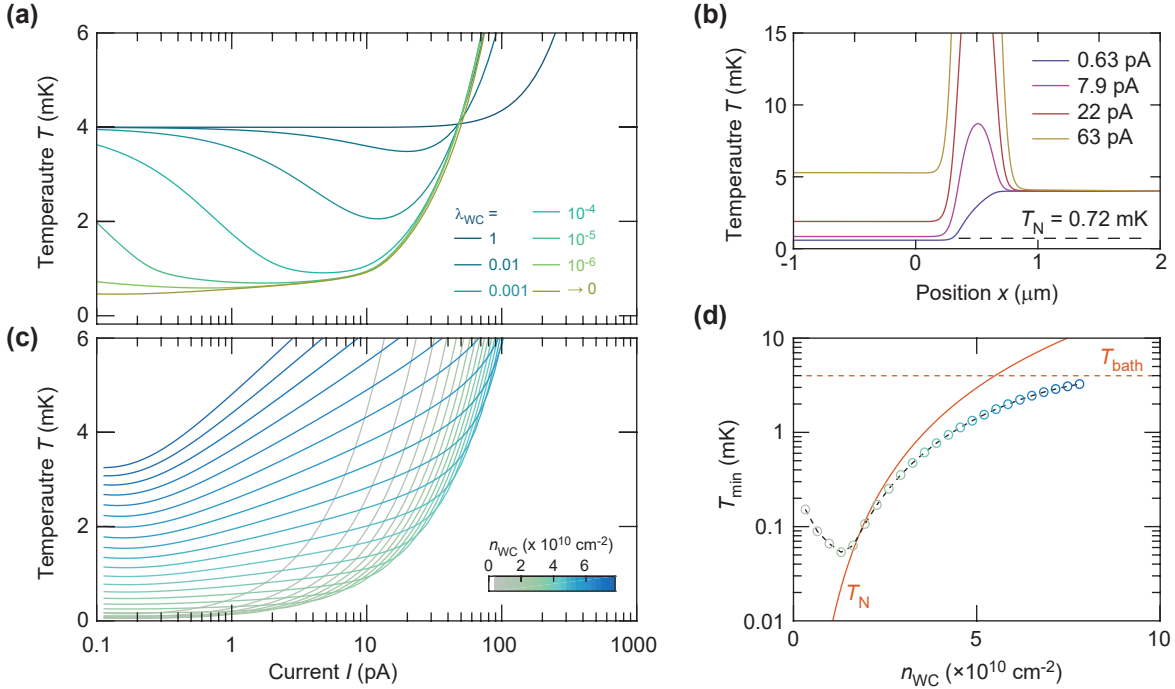 (a)
Temperautre T (mK)
6
4
2
0
λWC =
1
0.01
0.001
10-4
10-5
10-6
→ 0
(b)
Temperautre T (mK)
15
10
5
0
0.63 pA
7.9 pA
22 pA
63 pA
TN = 0.72 mK
-1
0
1
2
Position x (μm)
(c)
Temperautre T (mK)
6
4
2
0
nWC (x 1010 cm-2)
0 2 4 6
0.1
1
10
100
1000
Current I (pA)
(d)
Tmin (mK)
10
1
0.1
0.01
Tbath
TN
0
5
10
nWC (×1010 cm-2)